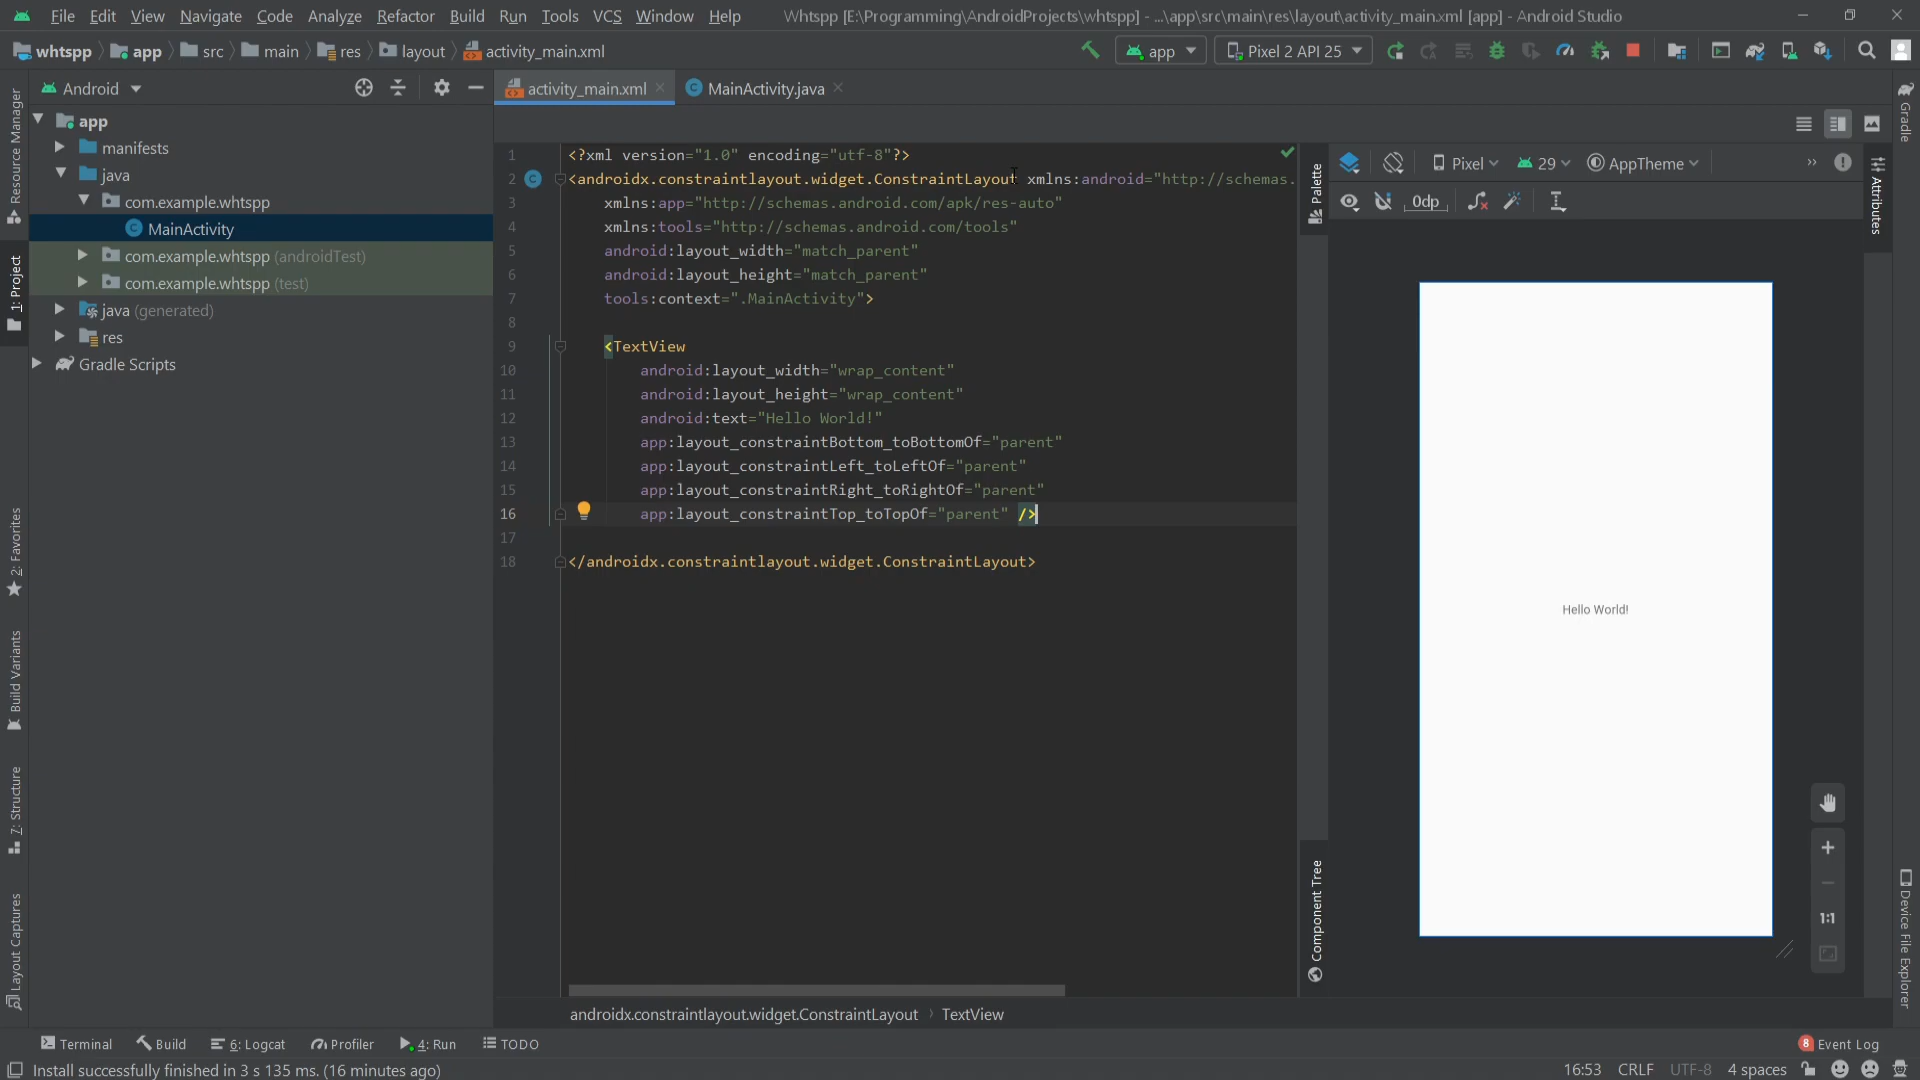 File Edit View Navigate Code Analyze Refactor Build Run Tools VCS Window Help Whtspp [E:\Programming\AndroidProjects\whtspp] - ...\app\src\main\res\layout\activity_main.xml [app] - Android Studio
whtspp app src main res layout activity_main.xml app Pixel 2 API 25
Android activity_main.xml MainActivity.java
app
manifests
java
com.example.whtspp
MainActivity
com.example.whtspp (androidTest)
com.example.whtspp (test)
java (generated)
res
Gradle Scripts
Resource Manager
1: Project
2: Favorites
Build Variants
7: Structure
Layout Captures
1 <?xml version="1.0" encoding="utf-8"?>
2 <androidx.constraintlayout.widget.ConstraintLayout xmlns:android="http://schemas.
3 xmlns:app="http://schemas.android.com/apk/res-auto"
4 xmlns:tools="http://schemas.android.com/tools"
5 android:layout_width="match_parent"
6 android:layout_height="match_parent"
7 tools:context=".MainActivity">
8
9 <TextView
10 android:layout_width="wrap_content"
11 android:layout_height="wrap_content"
12 android:text="Hello World!"
13 app:layout_constraintBottom_toBottomOf="parent"
14 app:layout_constraintLeft_toLeftOf="parent"
15 app:layout_constraintRight_toRightOf="parent"
16 app:layout_constraintTop_toTopOf="parent" />
17
18 </androidx.constraintlayout.widget.ConstraintLayout>
androidx.constraintlayout.widget.ConstraintLayout › TextView
Palette
Component Tree
Pixel 29 AppTheme
0dp
Hello World!
1:1
Gradle
Attributes
Device File Explorer
Terminal Build 6: Logcat Profiler 4: Run TODO 8 Event Log
Install successfully finished in 3 s 135 ms. (16 minutes ago) 16:53 CRLF UTF-8 4 spaces